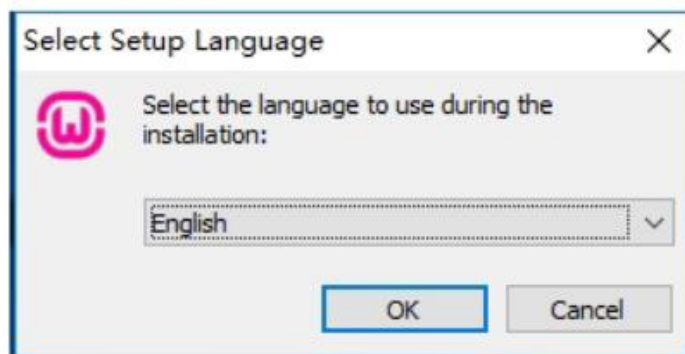 Select Setup Language
Select the language to use during the
installation:
English
OK
Cancel